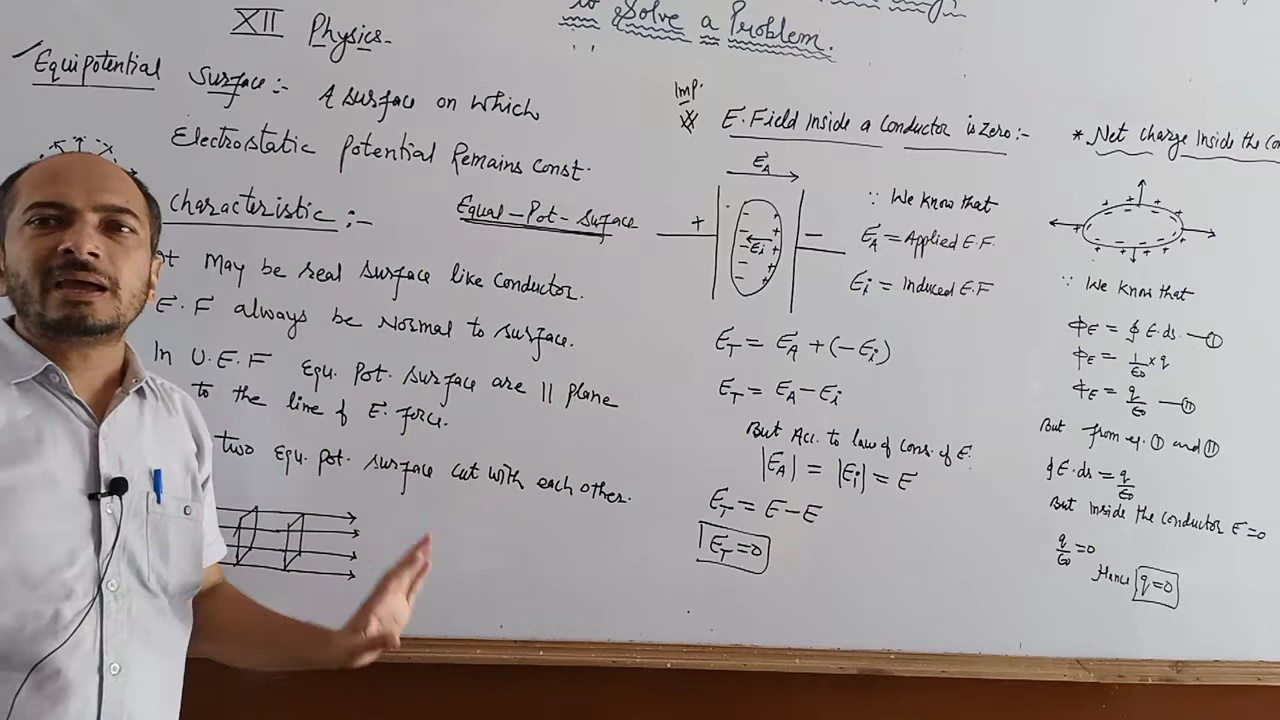 to Solve a Problem.
XII Physics.
Equipotential Surface:- A surface on which
Electrostatic Potential Remains Const.
characteristic:-
Equal-Pot-Surface
It May be real surface like conductor.
E.F always be Normal to surface.
In U.E.F Equ. Pot. surface are || plane
to the line of E. force.
two Equ. pot. surface cut with each other.
Imp.
E.Field Inside a Conductor is Zero:-
E_A
+ −
− − − − −
+ + + + +
E_i
∵ We know that
E_A = Applied E.F.
E_i = Induced E.F
E_T = E_A + (-E_i)
E_T = E_A - E_i
But Acc. to law of cons. of E.
|E_A| = |E_i| = E
E_T = E - E
E_T = 0
* Net charge Inside the Co
∵ We know that
Φ_E = ∮ E.ds. — I
Φ_E = 1/ε0 × q
Φ_E = q/ε0 — II
But from eq. I and II
∮ E.ds = q/ε0
But inside the conductor E=0
q/ε0 = 0
Hence q=0